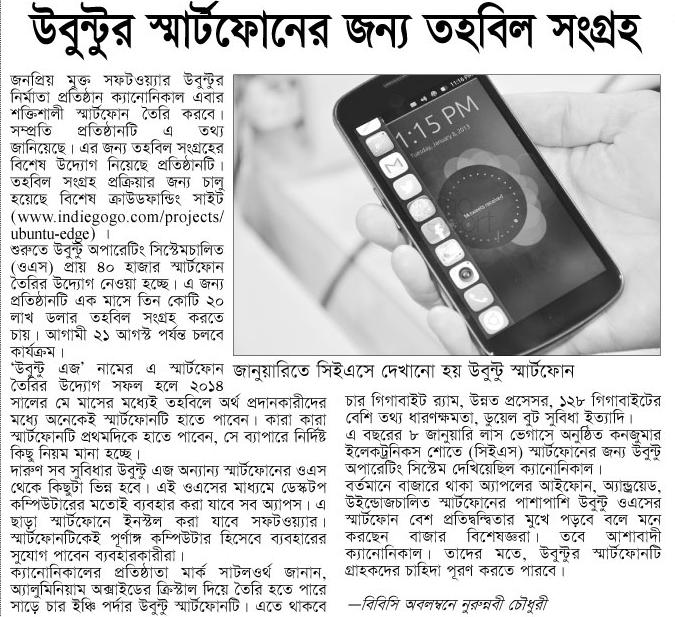 উবুন্টুর স্মার্টফোনের জন্য তহবিল সংগ্রহ
জনপ্রিয় মুক্ত সফটওয়্যার উবুন্টুর
নির্মাতা প্রতিষ্ঠান ক্যানোনিকাল এবার
শক্তিশালী স্মার্টফোন তৈরি করবে।
সম্প্রতি প্রতিষ্ঠানটি এ তথ্য
জানিয়েছে। এর জন্য তহবিল সংগ্রহের
বিশেষ উদ্যোগ নিয়েছে প্রতিষ্ঠানটি।
তহবিল সংগ্রহ প্রক্রিয়ার জন্য চালু
হয়েছে বিশেষ ক্রাউডফান্ডিং সাইট
(www.indiegogo.com/projects/
ubuntu-edge) ।
শুরুতে উবুন্টু অপারেটিং সিস্টেমচালিত
(ওএস) প্রায় ৪০ হাজার স্মার্টফোন
তৈরির উদ্যোগ নেওয়া হচ্ছে। এ জন্য
প্রতিষ্ঠানটি এক মাসে তিন কোটি ২০
লাখ ডলার তহবিল সংগ্রহ করতে
চায়। আগামী ২১ আগস্ট পর্যন্ত চলবে
কার্যক্রম।
‘উবুন্টু এজ’ নামের এ স্মার্টফোন
তৈরির উদ্যোগ সফল হলে ২০১৪
সালের মে মাসের মধ্যেই তহবিলে অর্থ প্রদানকারীদের
মধ্যে অনেকেই স্মার্টফোনটি হাতে পাবেন। কারা কারা
স্মার্টফোনটি প্রথমদিকে হাতে পাবেন, সে ব্যাপারে নির্দিষ্ট
কিছু নিয়ম মানা হচ্ছে।
দারুণ সব সুবিধার উবুন্টু এজ অন্যান্য স্মার্টফোনের ওএস
থেকে কিছুটা ভিন্ন হবে। এই ওএসের মাধ্যমে ডেস্কটপ
কম্পিউটারের মতোই ব্যবহার করা যাবে সব অ্যাপস। এ
ছাড়া স্মার্টফোনে ইনস্টল করা যাবে সফটওয়্যার।
স্মার্টফোনটিকেই পূর্ণাঙ্গ কম্পিউটার হিসেবে ব্যবহারের
সুযোগ পাবেন ব্যবহারকারীরা।
ক্যানোনিকালের প্রতিষ্ঠাতা মার্ক সাটলওর্থ জানান,
অ্যালুমিনিয়াম অক্সাইডের ক্রিস্টাল দিয়ে তৈরি হতে পারে
সাড়ে চার ইঞ্চি পর্দার উবুন্টু স্মার্টফোনটি। এতে থাকবে
11:16 PM
1:15 PM
Tuesday, January 8, 2013
14 tweets received
জানুয়ারিতে সিইএসে দেখানো হয় উবুন্টু স্মার্টফোন
চার গিগাবাইট র‍্যাম, উন্নত প্রসেসর, ১২৮ গিগাবাইটের
বেশি তথ্য ধারণক্ষমতা, ডুয়েল বুট সুবিধা ইত্যাদি।
এ বছরের ৮ জানুয়ারি লাস ভেগাসে অনুষ্ঠিত কনজুমার
ইলেকট্রনিকস শোতে (সিইএস) স্মার্টফোনের জন্য উবুন্টু
অপারেটিং সিস্টেম দেখিয়েছিল ক্যানোনিকাল।
বর্তমানে বাজারে থাকা অ্যাপলের আইফোন, অ্যান্ড্রয়েড,
উইন্ডোজচালিত স্মার্টফোনের পাশাপাশি উবুন্টু ওএসের
স্মার্টফোন বেশ প্রতিদ্বন্দ্বিতার মুখে পড়বে বলে মনে
করছেন বাজার বিশেষজ্ঞরা। তবে আশাবাদী
ক্যানোনিকাল। তাদের মতে, উবুন্টুর স্মার্টফোনটি
গ্রাহকদের চাহিদা পূরণ করতে পারবে।
—বিবিসি অবলম্বনে নুরুন্নবী চৌধুরী